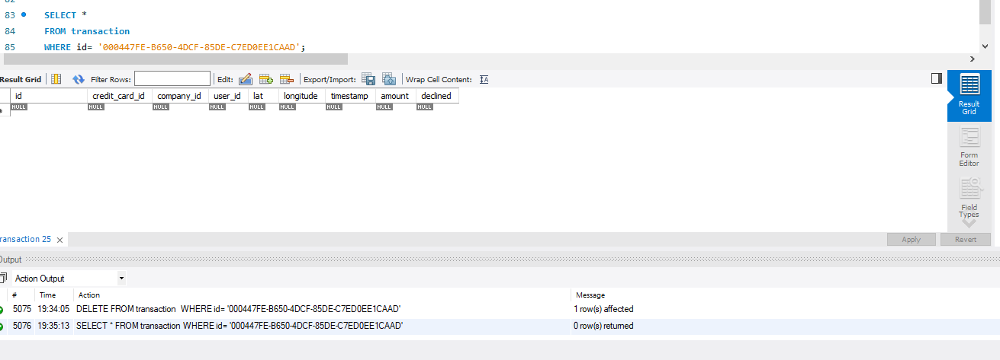 82
83 SELECT *
84 FROM transaction
85 WHERE id= '000447FE-B650-4DCF-85DE-C7ED0EE1CAAD';
Result Grid Filter Rows: Edit: Export/Import: Wrap Cell Content: IA
id credit_card_id company_id user_id lat longitude timestamp amount declined
NULL NULL NULL NULL NULL NULL NULL NULL NULL
Result
Grid
Form
Editor
Field
Types
ransaction 25 Apply Revert
Output
Action Output
# Time Action Message
5075 19:34:05 DELETE FROM transaction WHERE id= '000447FE-B650-4DCF-85DE-C7ED0EE1CAAD' 1 row(s) affected
5076 19:35:13 SELECT * FROM transaction WHERE id= '000447FE-B650-4DCF-85DE-C7ED0EE1CAAD' 0 row(s) returned